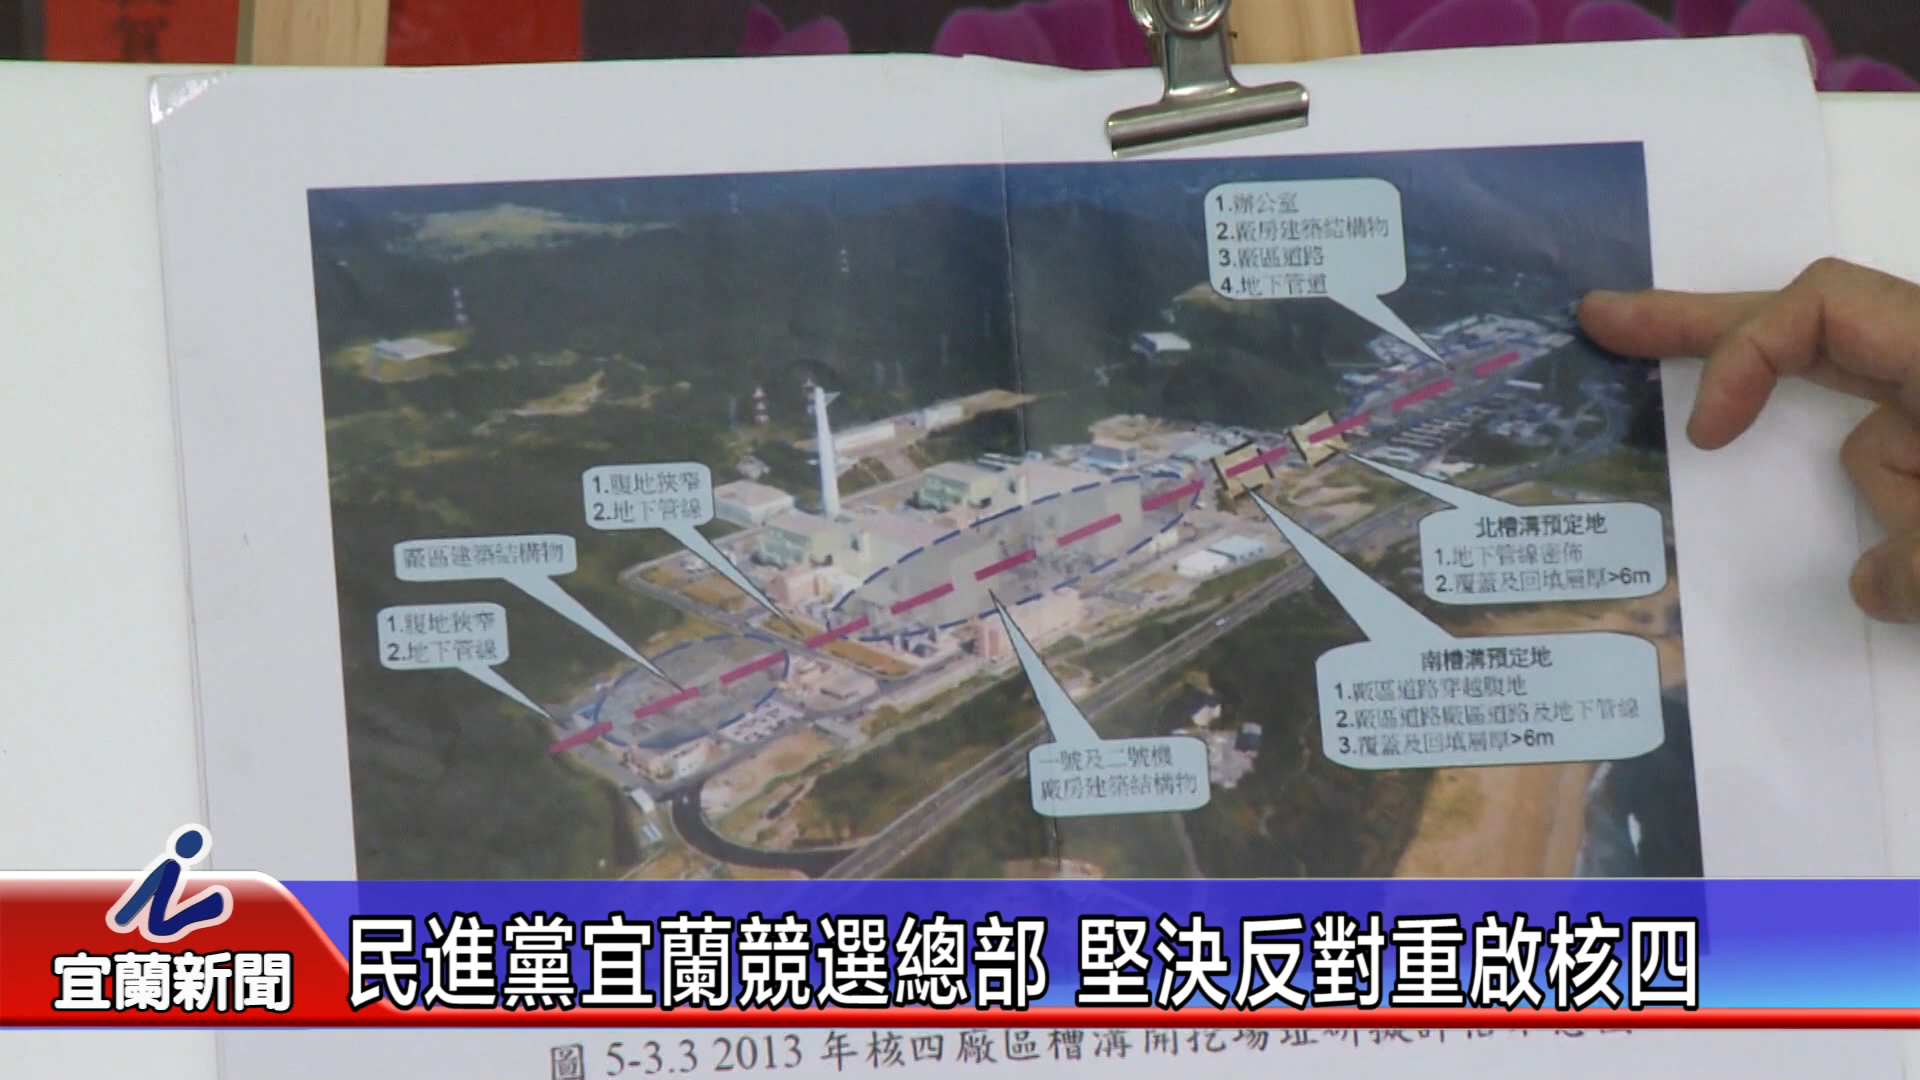 1.辦公室
2.廠房建築結構物
3.廠區道路
4.地下管道
1.腹地狹窄
2.地下管線
廠區建築結構物
1.腹地狹窄
2.地下管線
北槽溝預定地
1.地下管線密佈
2.覆蓋及回填層厚>6m
南槽溝預定地
1.廠區道路穿越腹地
2.廠區道路廠區道路及地下管線
3.覆蓋及回填層厚>6m
一號及二號機
廠房建築結構物
宜蘭新聞
民進黨宜蘭競選總部 堅決反對重啟核四
圖 5-3.3 2013 年核四廠區槽溝開挖場址